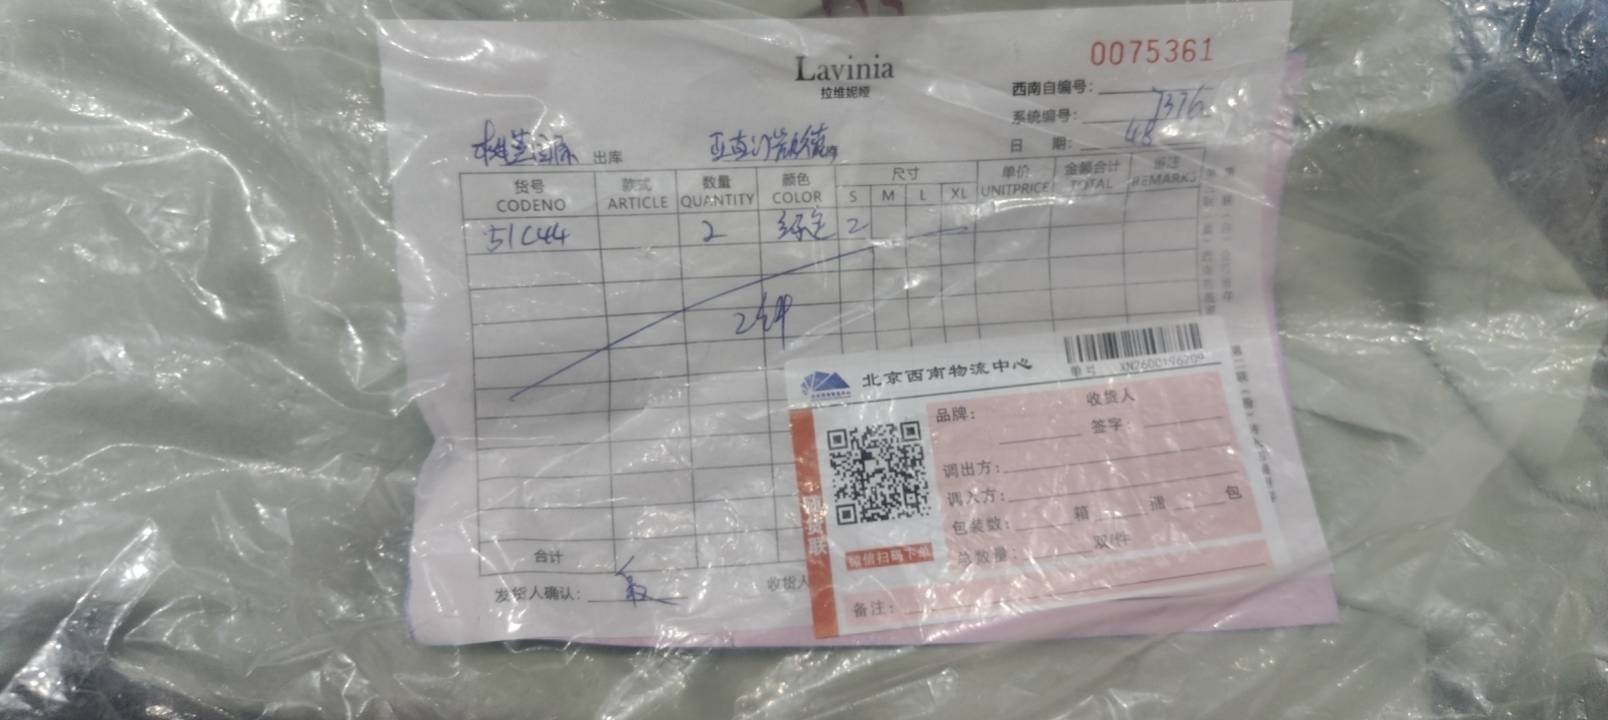 Lavinia
拉维妮娅
0075361
西南自编号：
系统编号： 7376
日 期： 48
出库
货号 款式 数量 颜色 尺寸 单价 金额合计 备注
CODENO ARTICLE QUANTITY COLOR S M L XL UNITPRICE TOTAL REMARKS
51C44 2 绿色 2
2件
合计
发货人确认：
收货人
北京西南物流中心
单号 XN2600196209
品牌： 收货人
签字：
调出方：
调入方：
包装数： 箱 包
总数量： 双/件
备注：
微信扫码下单